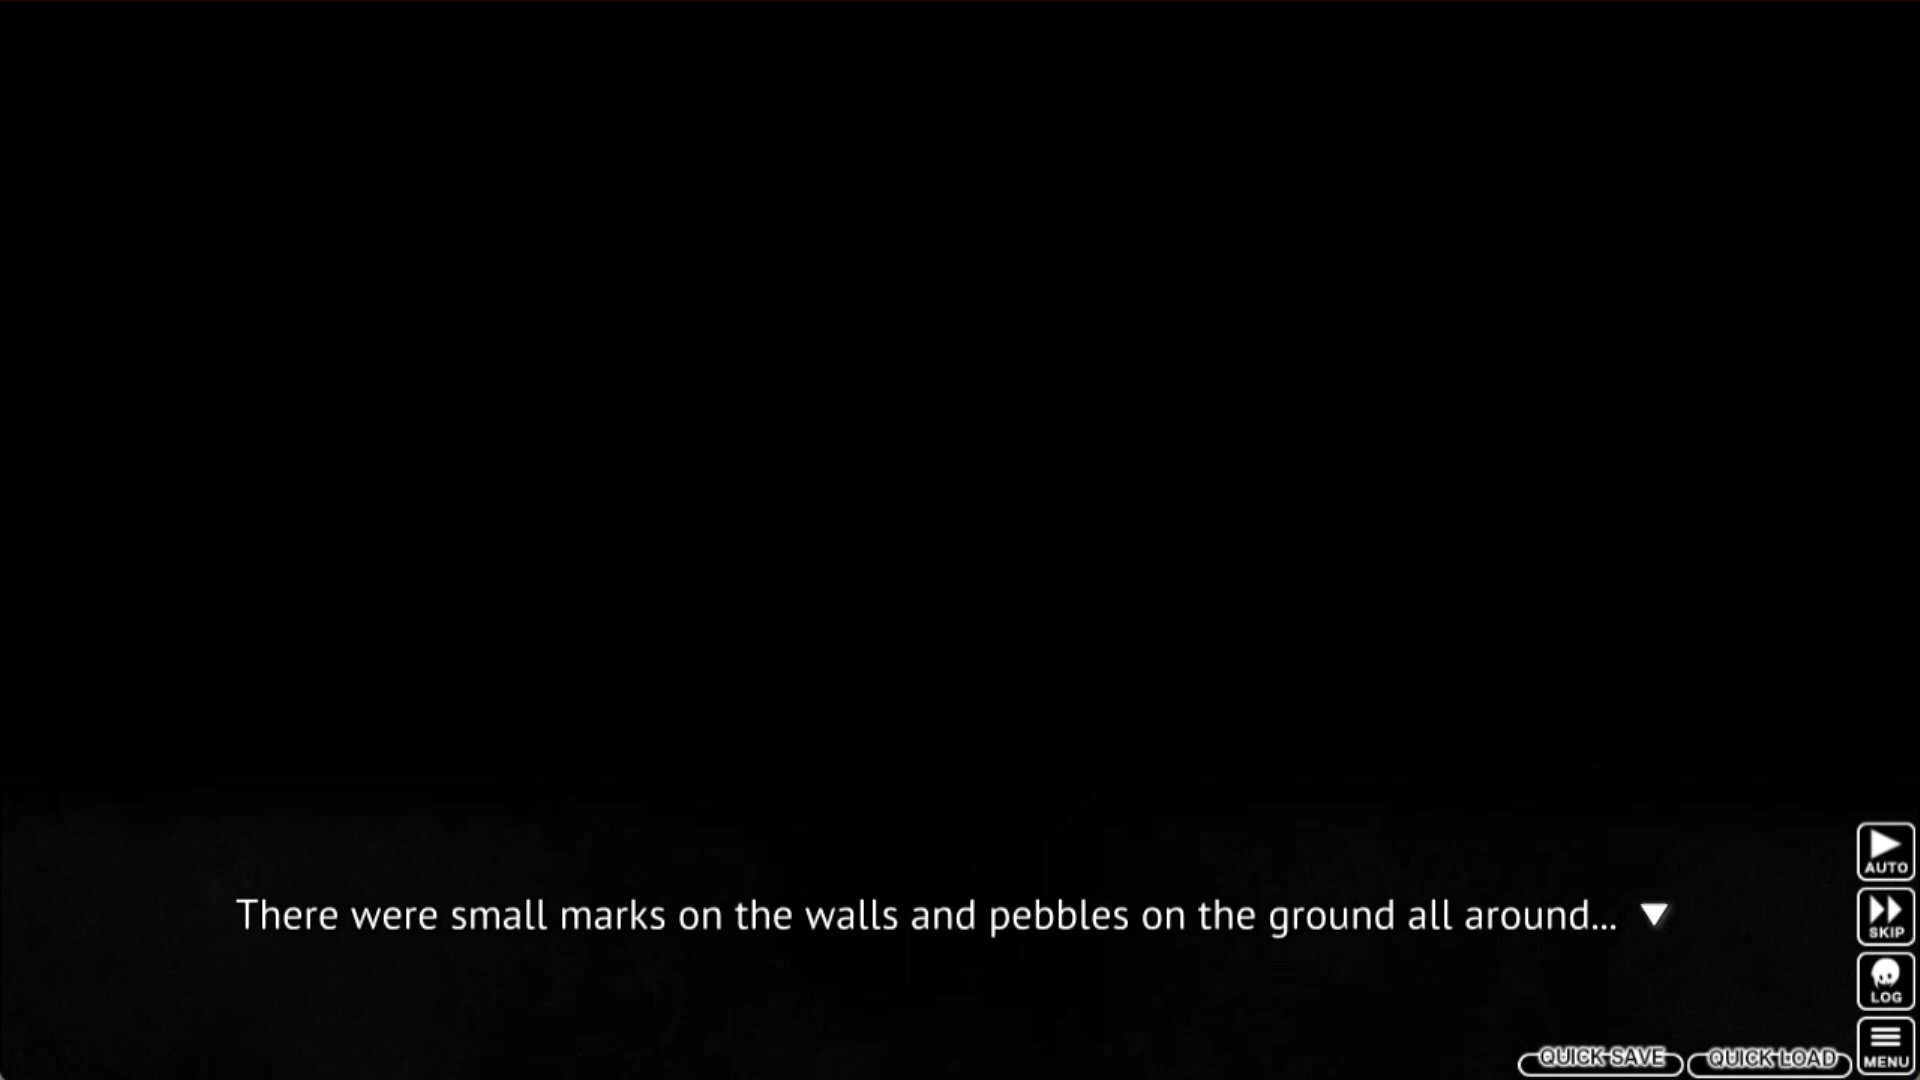 AUTO
There were small marks on the walls and pebbles on the ground all around...
SKIP
LOG
QUICK SAVE QUICK LOAD MENU